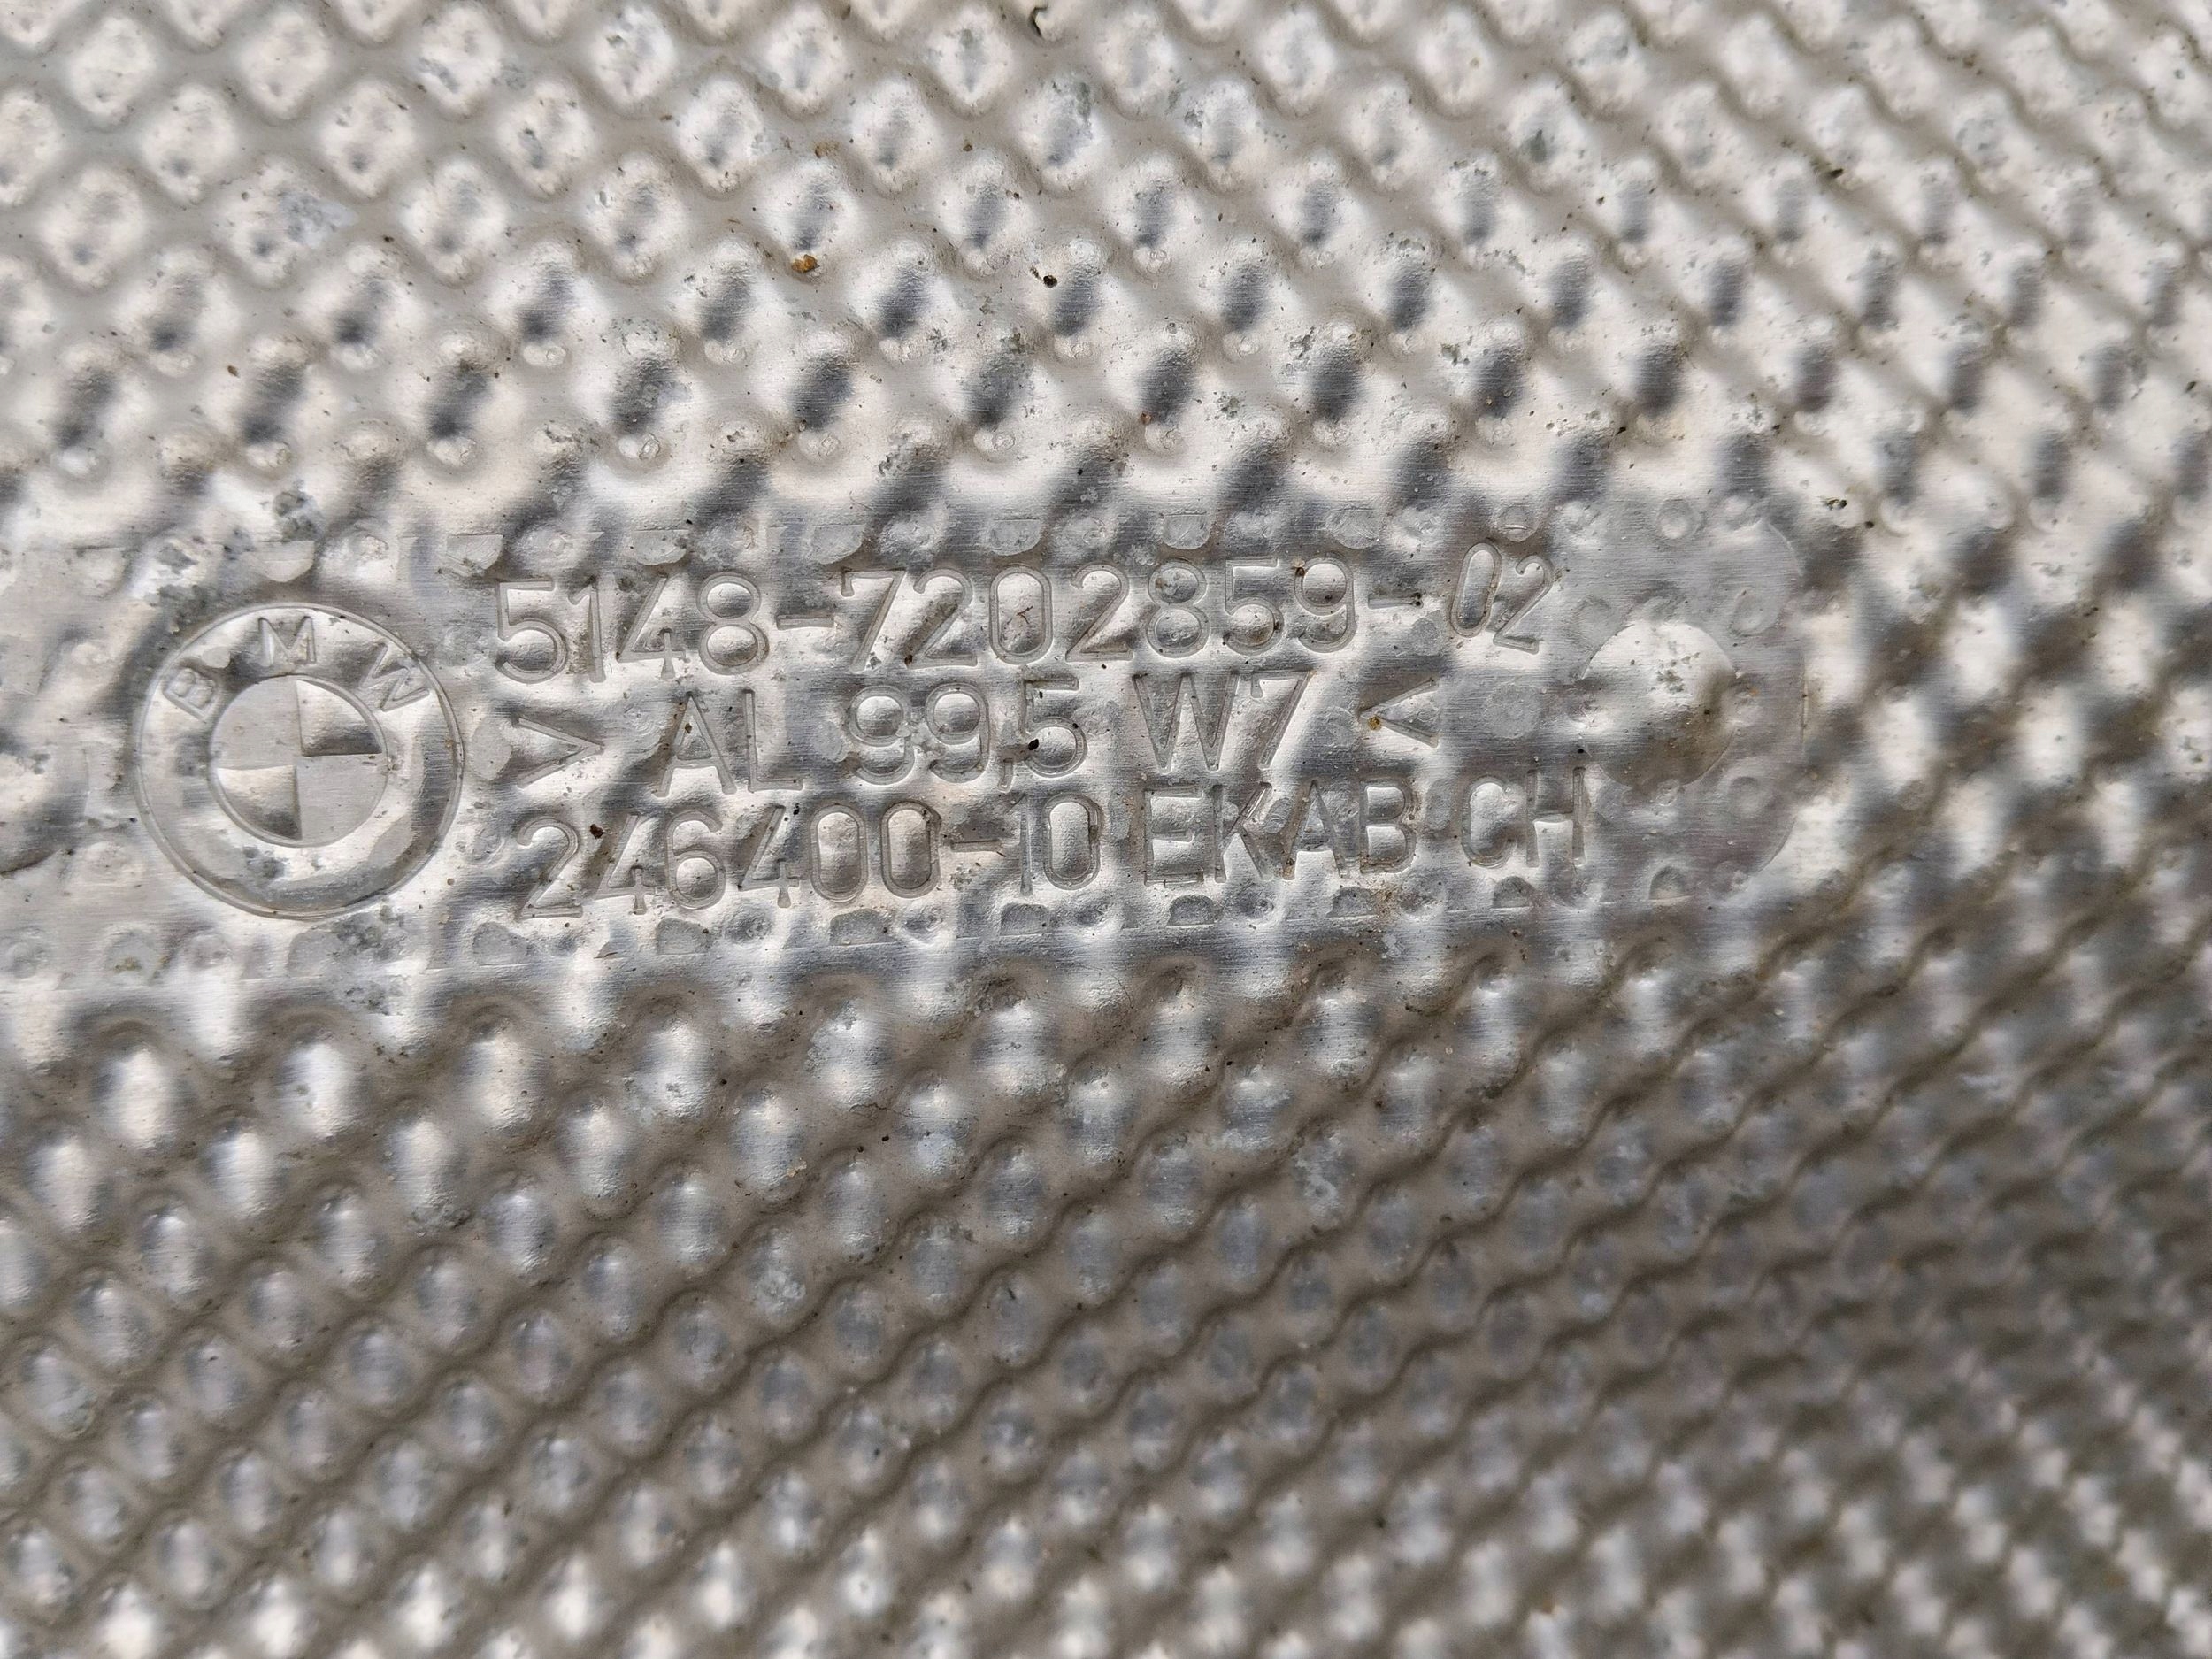 BMW
5148-7202859-02
> AL 99,5 W7 <
246400-10 EKAB CH